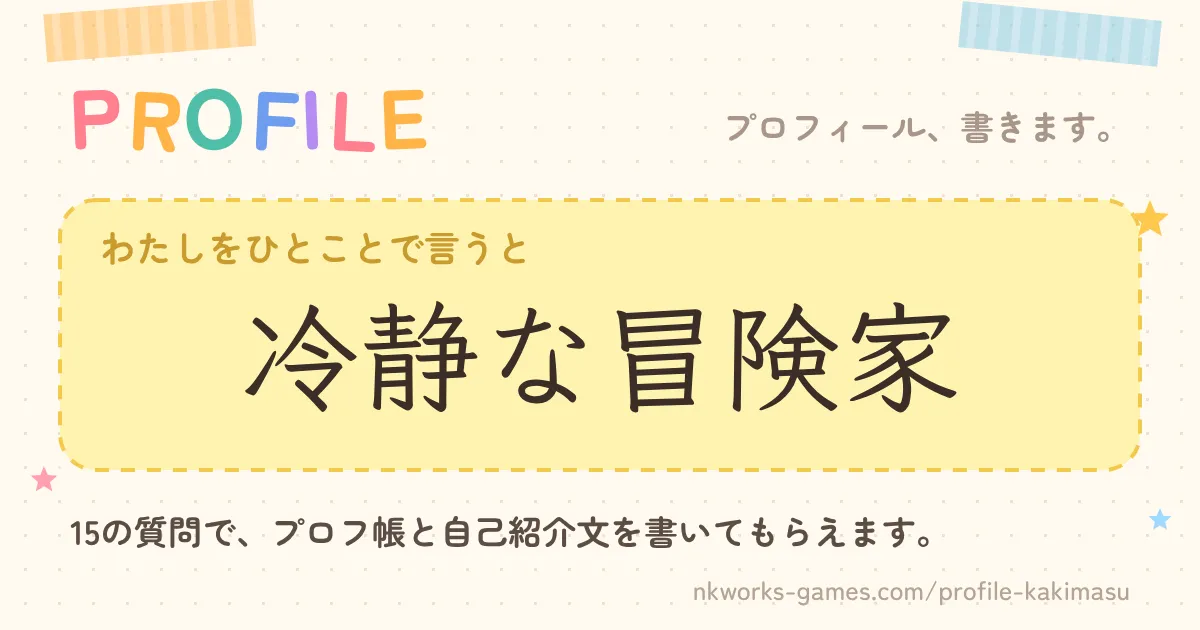 PROFILE
プロフィール、書きます。
わたしをひとことで言うと
冷静な冒険家
15の質問で、プロフ帳と自己紹介文を書いてもらえます。
nkworks-games.com/profile-kakimasu